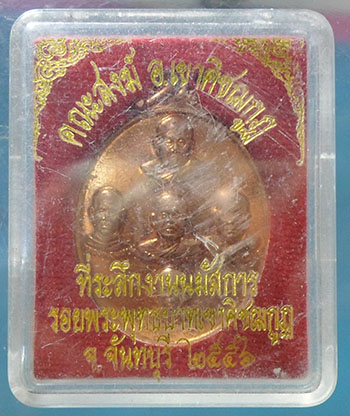 คณะสงฆ์ อ.เขาคิชฌกูฏ
ที่ระลึกงานนมัสการ
รอยพระพุทธบาทเขาคิชฌกูฏ
จ.จันทบุรี ๒๕๕๖